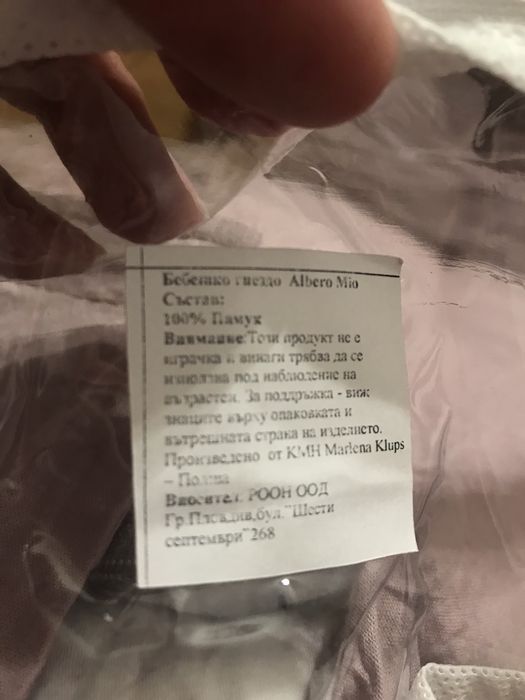 Бебешко гнездо Albero Mio
Състав:
100% Памук
Внимание:Този продукт не е
играчка и винаги трябва да се
използва под наблюдение на
възрастен. За поддръжка - виж
знаците върху опаковката и
вътрешната страна на изделието.
Произведено от KMH Marlena Klups
– Полша
Вносител: РООН ООД
Гр.Пловдив,бул."Шести
септември"268